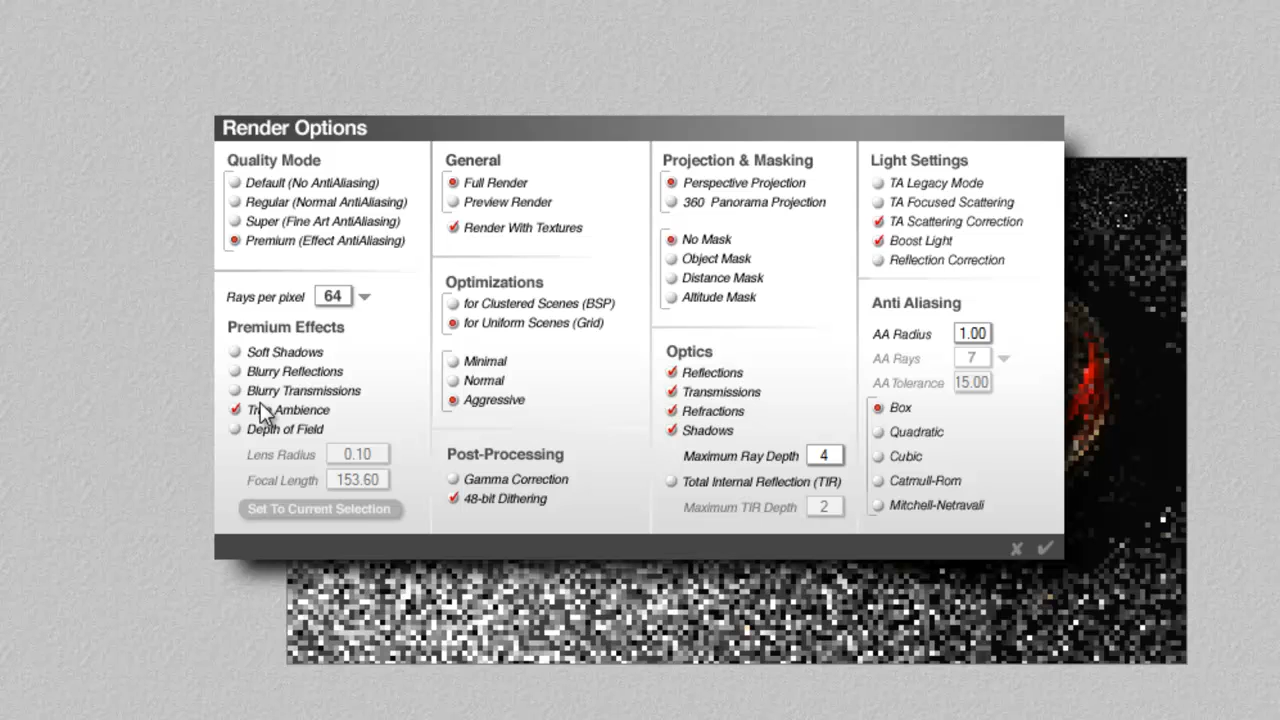 Render Options
Quality Mode
Default (No AntiAliasing)
Regular (Normal AntiAliasing)
Super (Fine Art AntiAliasing)
Premium (Effect AntiAliasing)
Rays per pixel 64
Premium Effects
Soft Shadows
Blurry Reflections
Blurry Transmissions
Ambience
Depth of Field
Lens Radius 0.10
Focal Length 153.60
Set To Current Selection
General
Full Render
Preview Render
Render With Textures
Optimizations
for Clustered Scenes (BSP)
for Uniform Scenes (Grid)
Minimal
Normal
Aggressive
Post-Processing
Gamma Correction
48-bit Dithering
Projection & Masking
Perspective Projection
360 Panorama Projection
No Mask
Object Mask
Distance Mask
Altitude Mask
Optics
Reflections
Transmissions
Refractions
Shadows
Maximum Ray Depth 4
Total Internal Reflection (TIR)
Maximum TIR Depth 2
Light Settings
TA Legacy Mode
TA Focused Scattering
TA Scattering Correction
Boost Light
Reflection Correction
Anti Aliasing
AA Radius 1.00
AA Rays 7
AA Tolerance 15.00
Box
Quadratic
Cubic
Catmull-Rom
Mitchell-Netravali